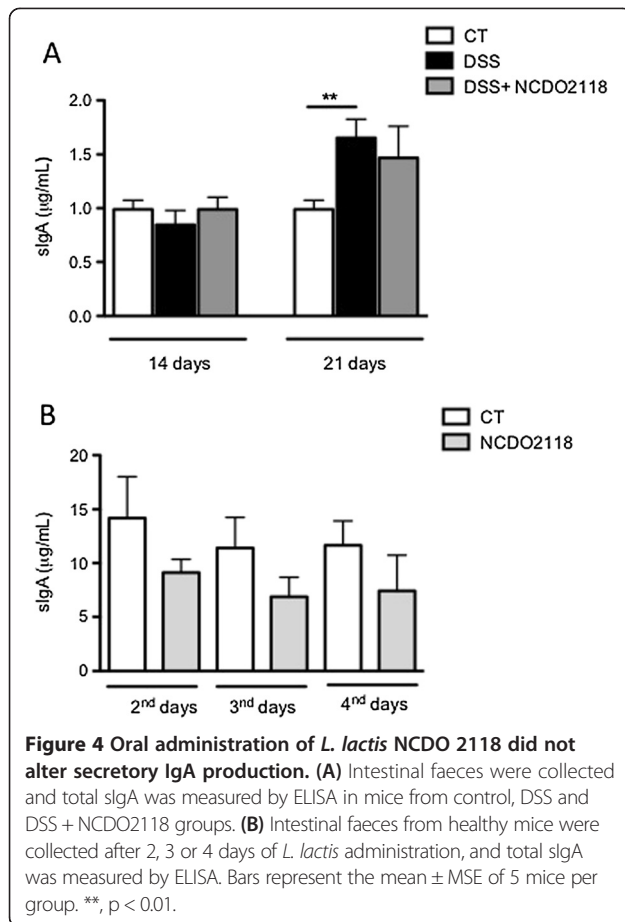 A
CT
DSS
DSS+ NCDO2118
**
2.0
1.5
1.0
0.5
0.0
sIgA (µg/mL)
14 days
21 days
B
CT
NCDO2118
20
15
10
5
0
sIgA (µg/mL)
2nd days
3nd days
4nd days
Figure 4 Oral administration of L. lactis NCDO 2118 did not
alter secretory IgA production. (A) Intestinal faeces were collected
and total sIgA was measured by ELISA in mice from control, DSS and
DSS + NCDO2118 groups. (B) Intestinal faeces from healthy mice were
collected after 2, 3 or 4 days of L. lactis administration, and total sIgA
was measured by ELISA. Bars represent the mean ± MSE of 5 mice per
group. **, p < 0.01.